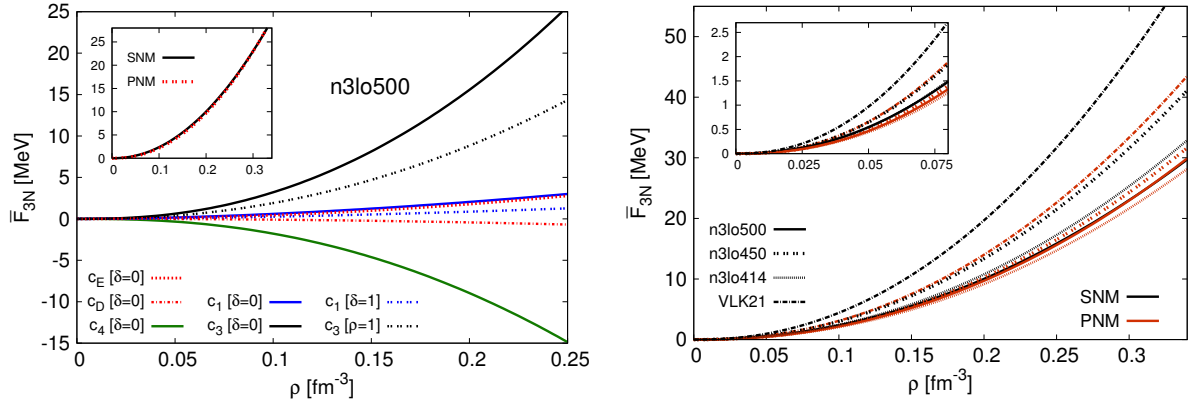 25
20
15
10
5
0
-5
-10
-15
F̅3N [MeV]
28
25
20
15
10
5
0
SNM
PNM
0
0.1
0.2
0.3
n3lo500
cE [δ=0]
cD [δ=0] c1 [δ=0] c1 [δ=1]
c4 [δ=0] c3 [δ=0] c3 [ρ=1]
0 0.05 0.10 0.15 0.20 0.25
ρ [fm-3]
50
40
30
20
10
0
F̅3N [MeV]
2.5
2
1.5
1
0.5
0
0 0.025 0.05 0.080
n3lo500
n3lo450
n3lo414
VLK21
SNM
PNM
0 0.05 0.1 0.15 0.2 0.25 0.3
ρ [fm-3]